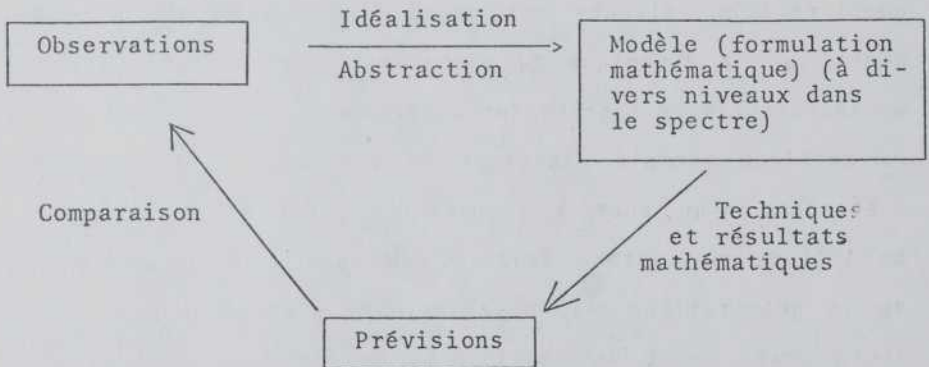 Observations
Idéalisation
Abstraction
Modèle (formulation
mathématique) (à di-
vers niveaux dans
le spectre)
Comparaison
Techniques
et résultats
mathématiques
Prévisions